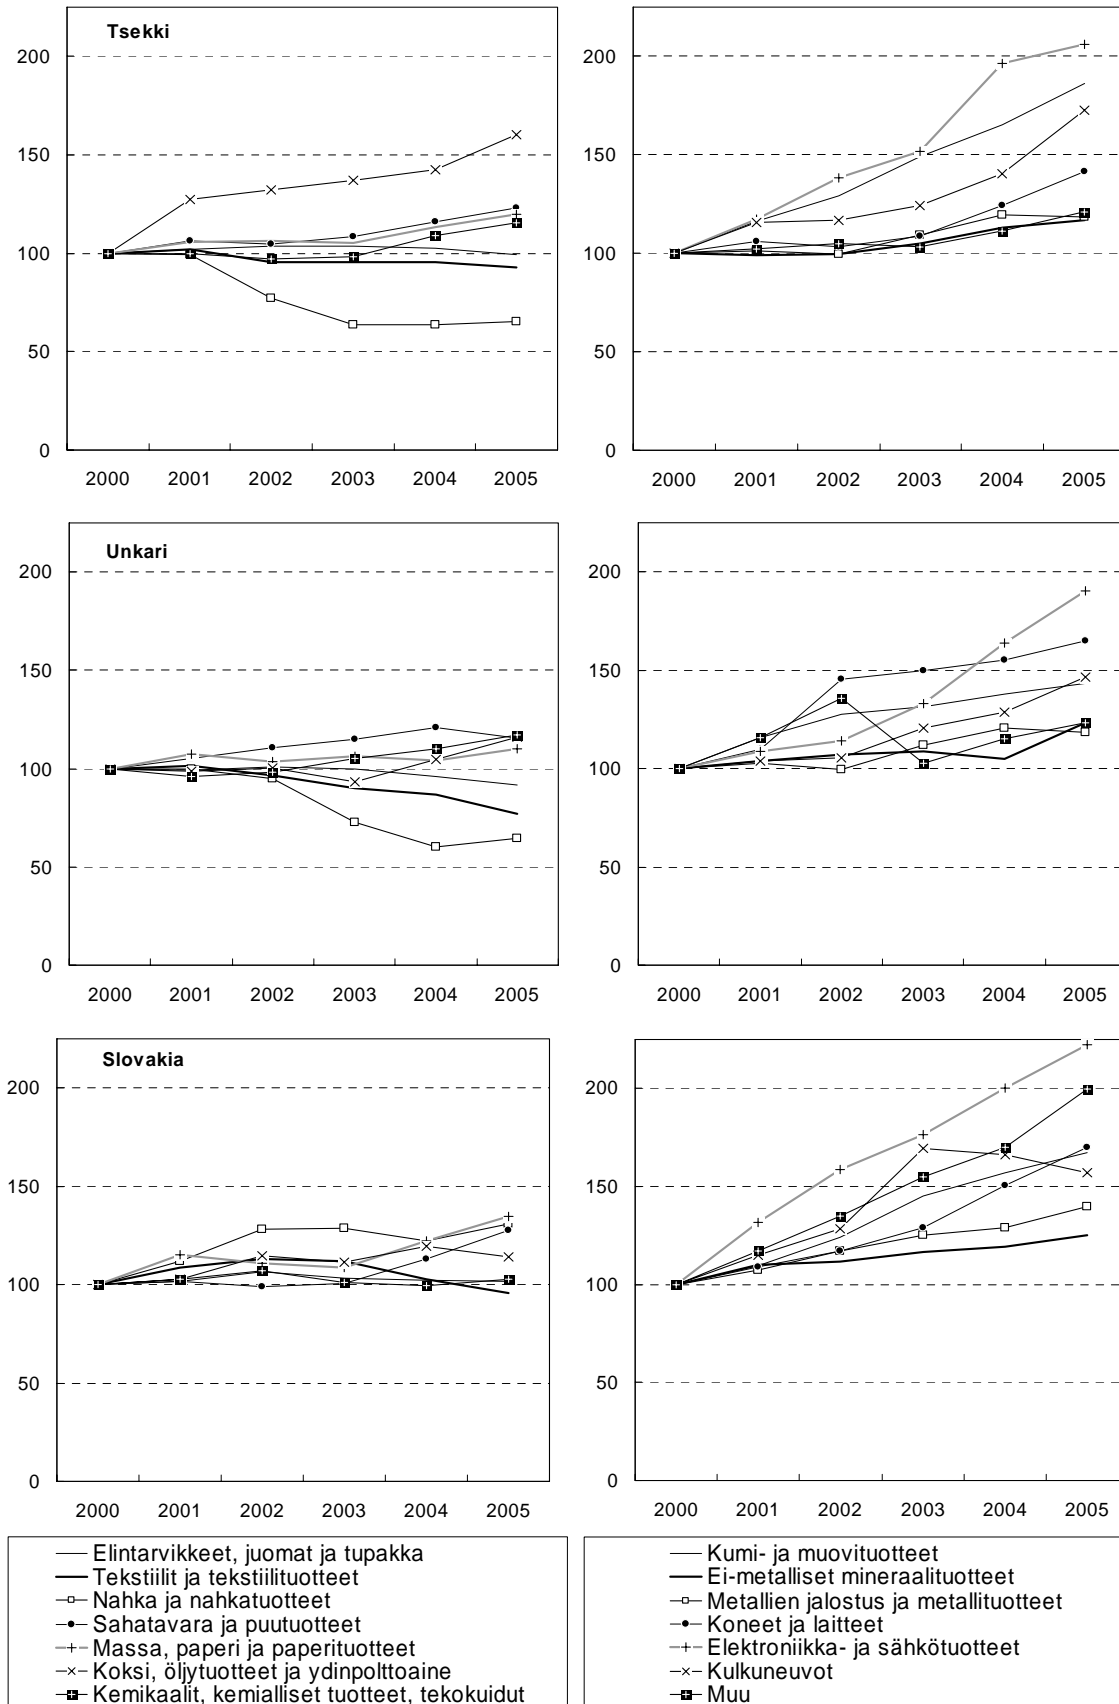 Tsekki
200
150
100
50
0
2000 2001 2002 2003 2004 2005
200
150
100
50
0
2000 2001 2002 2003 2004 2005
Unkari
200
150
100
50
0
2000 2001 2002 2003 2004 2005
200
150
100
50
0
2000 2001 2002 2003 2004 2005
Slovakia
200
150
100
50
0
2000 2001 2002 2003 2004 2005
200
150
100
50
0
2000 2001 2002 2003 2004 2005
Elintarvikkeet, juomat ja tupakka
Tekstiilit ja tekstiilituotteet
Nahka ja nahkatuotteet
Sahatavara ja puutuotteet
Massa, paperi ja paperituotteet
Koksi, öljytuotteet ja ydinpolttoaine
Kemikaalit, kemialliset tuotteet, tekokuidut
Kumi- ja muovituotteet
Ei-metalliset mineraalituotteet
Metallien jalostus ja metallituotteet
Koneet ja laitteet
Elektroniikka- ja sähkötuotteet
Kulkuneuvot
Muu